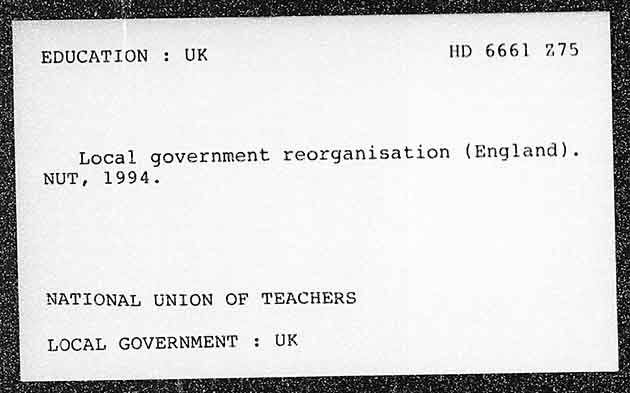 EDUCATION : UK HD 6661 Z75
Local government reorganisation (England).
NUT, 1994.
NATIONAL UNION OF TEACHERS
LOCAL GOVERNMENT : UK